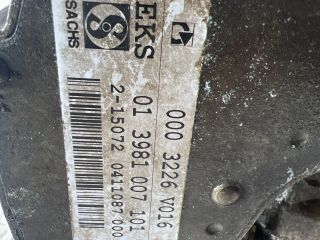 EKS
SACHS
000 3226 V016
01 3981 007 101
2-15072 0411087 000